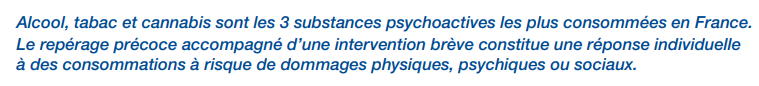 Alcool, tabac et cannabis sont les 3 substances psychoactives les plus consommées en France.
Le repérage précoce accompagné d’une intervention brève constitue une réponse individuelle
à des consommations à risque de dommages physiques, psychiques ou sociaux.